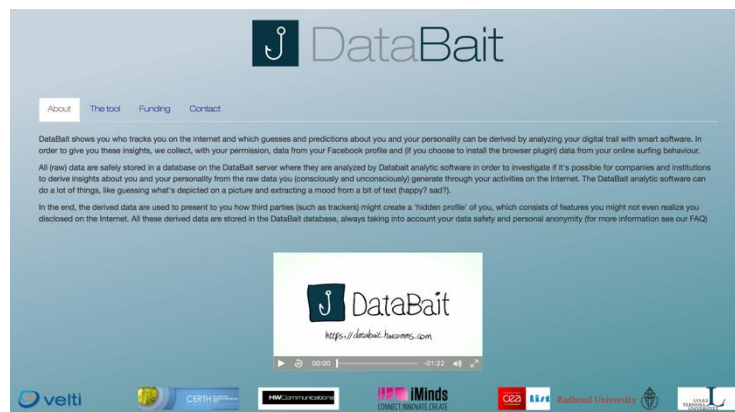 DataBait
About The tool Funding Contact
DataBait shows you who tracks you on the internet and which guesses and predictions about you and your personality can be derived by analyzing your digital trail with smart software. In
order to give you these insights, we collect, with your permission, data from your Facebook profile and (if you choose to install the browser plugin) data from your online surfing behaviour.
All (raw) data are safely stored in a database on the DataBait server where they are analyzed by Databait analytic software in order to investigate if it's possible for companies and institutions
to derive insights about you and your personality from the raw data you (consciously and unconsciously) generate through your activities on the Internet. The DataBait analytic software can
do a lot of things, like guessing what's depicted on a picture and extracting a mood from a bit of text (happy? sad?).
In the end, the derived data are used to present to you how third parties (such as trackers) might create a 'hidden profile' of you, which consists of features you might not even realize you
disclosed on the Internet. All these derived data are stored in the DataBait database, always taking into account your data safety and personal anonymity (for more information see our FAQ)
DataBait
https://databait.hwcomms.com
00:00 -01:22
velti CERTH HWCommunications iMinds cea list Radboud University
CONNECT.INNOVATE.CREATE